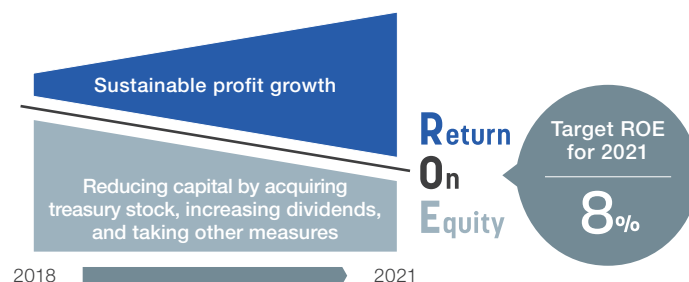 Sustainable profit growth
Reducing capital by acquiring
treasury stock, increasing dividends,
and taking other measures
2018
2021
Return
On
Equity
Target ROE
for 2021
8%